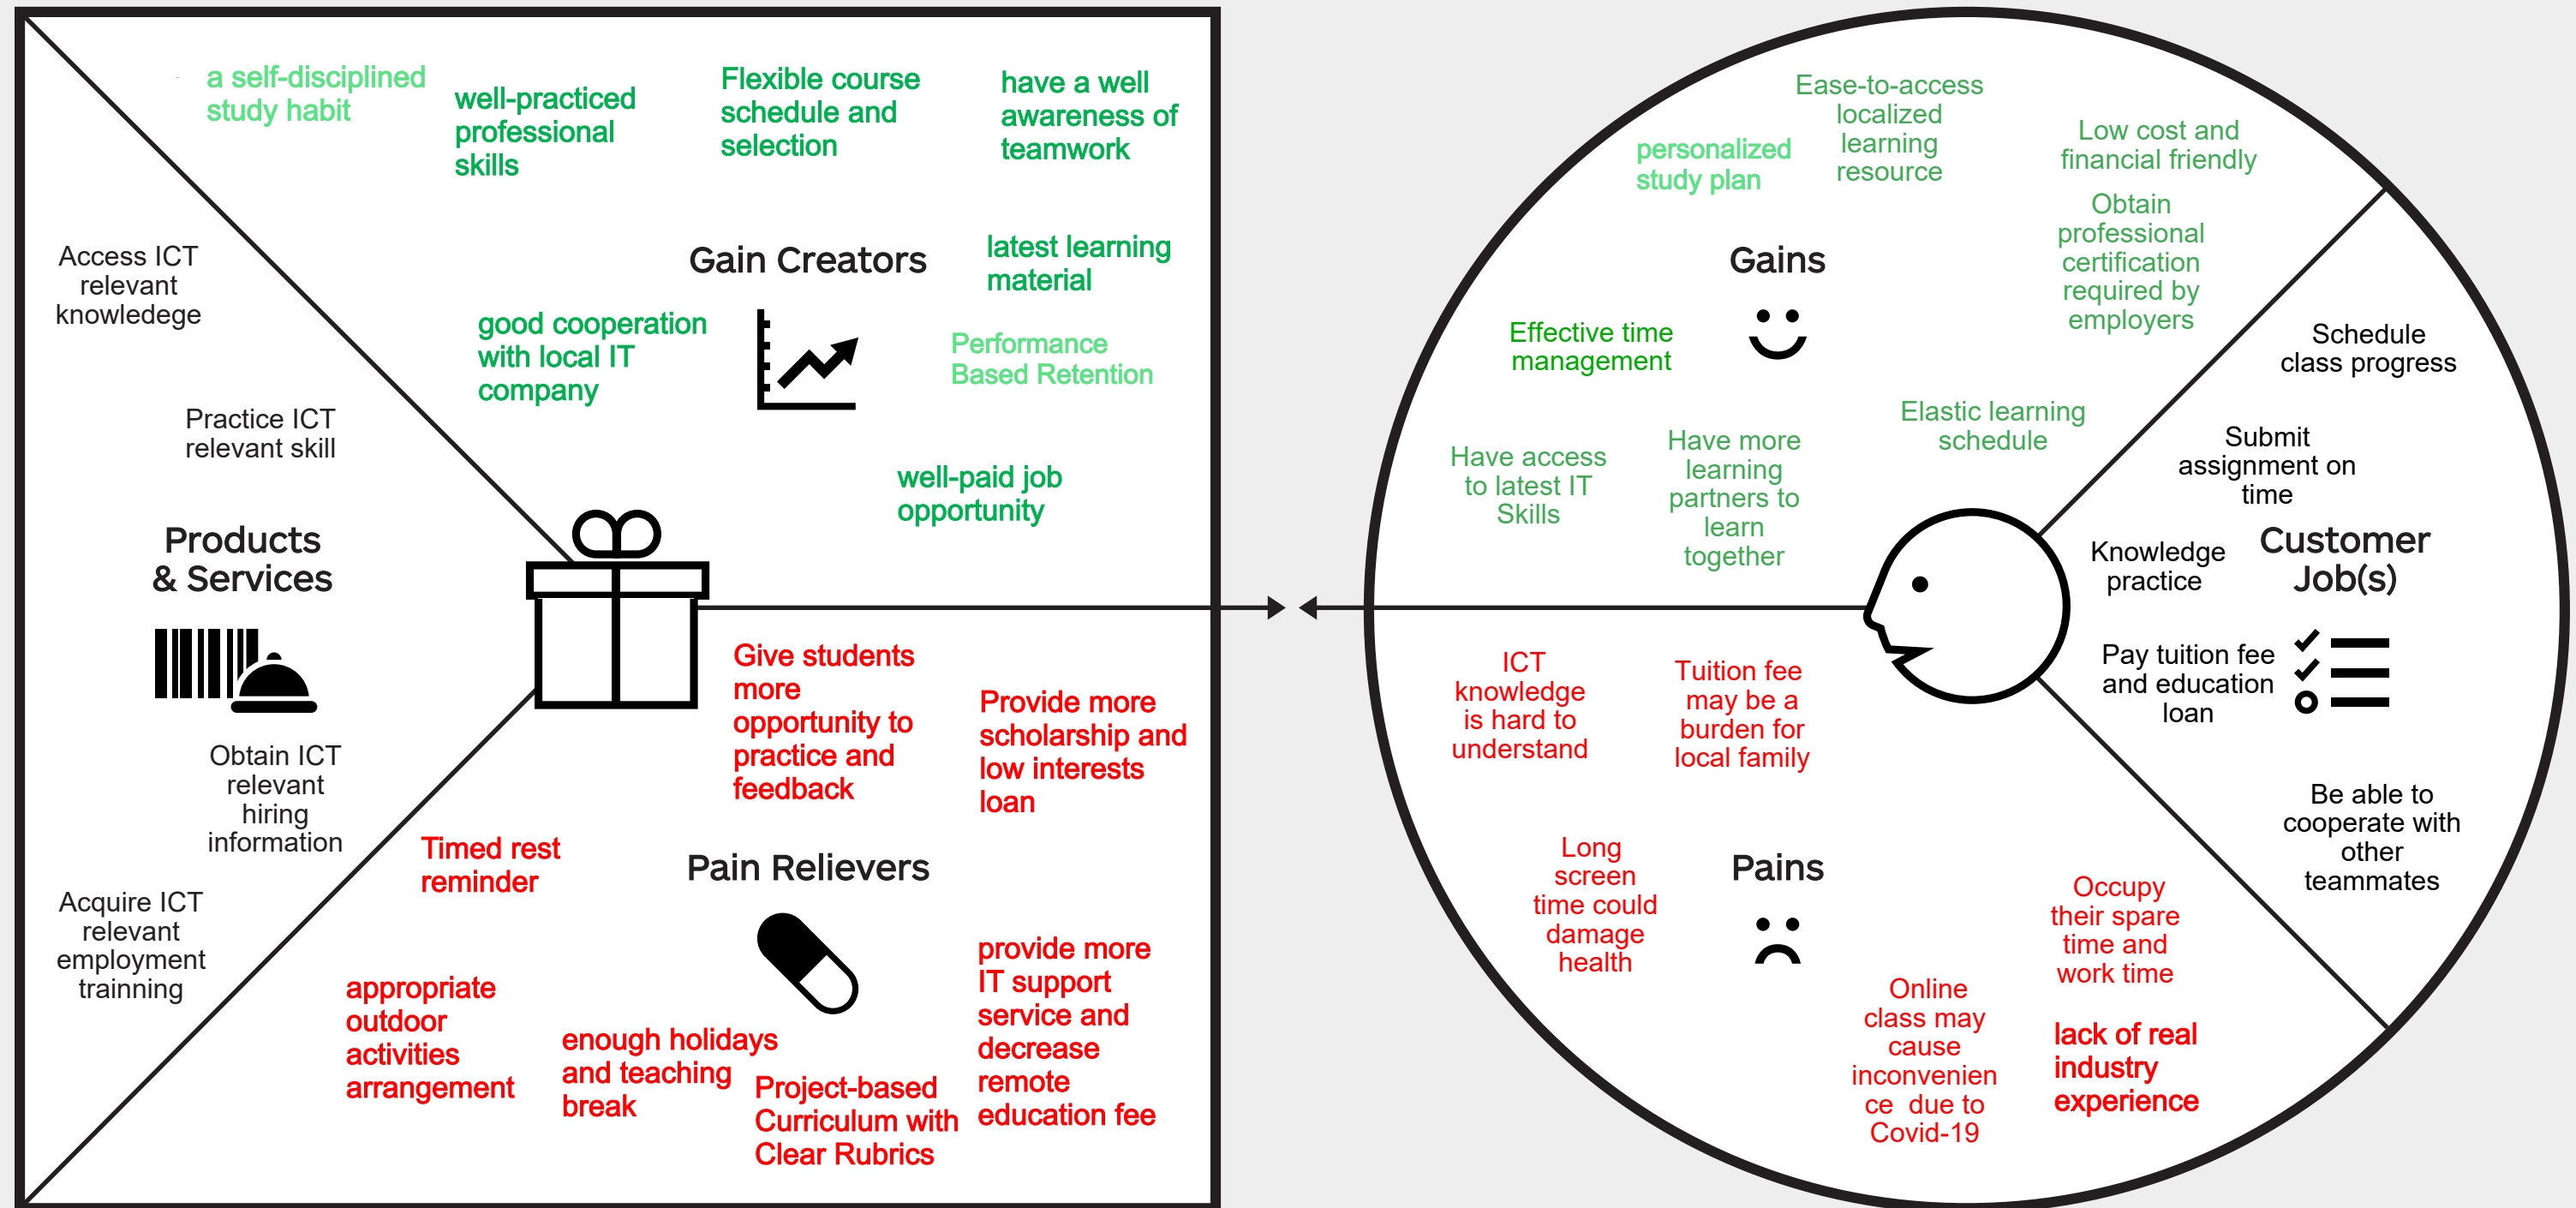 a self-disciplined
study habit
well-practiced
professional
skills
Flexible course
schedule and
selection
have a well
awareness of
teamwork
Gain Creators
latest learning
material
good cooperation
with local IT
company
Performance
Based Retention
well-paid job
opportunity
Access ICT
relevant
knowledege
Practice ICT
relevant skill
Products
& Services
Obtain ICT
relevant
hiring
information
Acquire ICT
relevant
employment
trainning
Give students
more
opportunity to
practice and
feedback
Provide more
scholarship and
low interests
loan
Timed rest
reminder
Pain Relievers
appropriate
outdoor
activities
arrangement
enough holidays
and teaching
break
Project-based
Curriculum with
Clear Rubrics
provide more
IT support
service and
decrease
remote
education fee
personalized
study plan
Ease-to-access
localized
learning
resource
Low cost and
financial friendly
Obtain
professional
certification
required by
employers
Gains
Effective time
management
Elastic learning
schedule
Have access
to latest IT
Skills
Have more
learning
partners to
learn
together
Schedule
class progress
Submit
assignment on
time
Knowledge
practice
Customer
Job(s)
Pay tuition fee
and education
loan
Be able to
cooperate with
other
teammates
ICT
knowledge
is hard to
understand
Tuition fee
may be a
burden for
local family
Long
screen
time could
damage
health
Pains
Occupy
their spare
time and
work time
Online
class may
cause
inconvenien
ce due to
Covid-19
lack of real
industry
experience